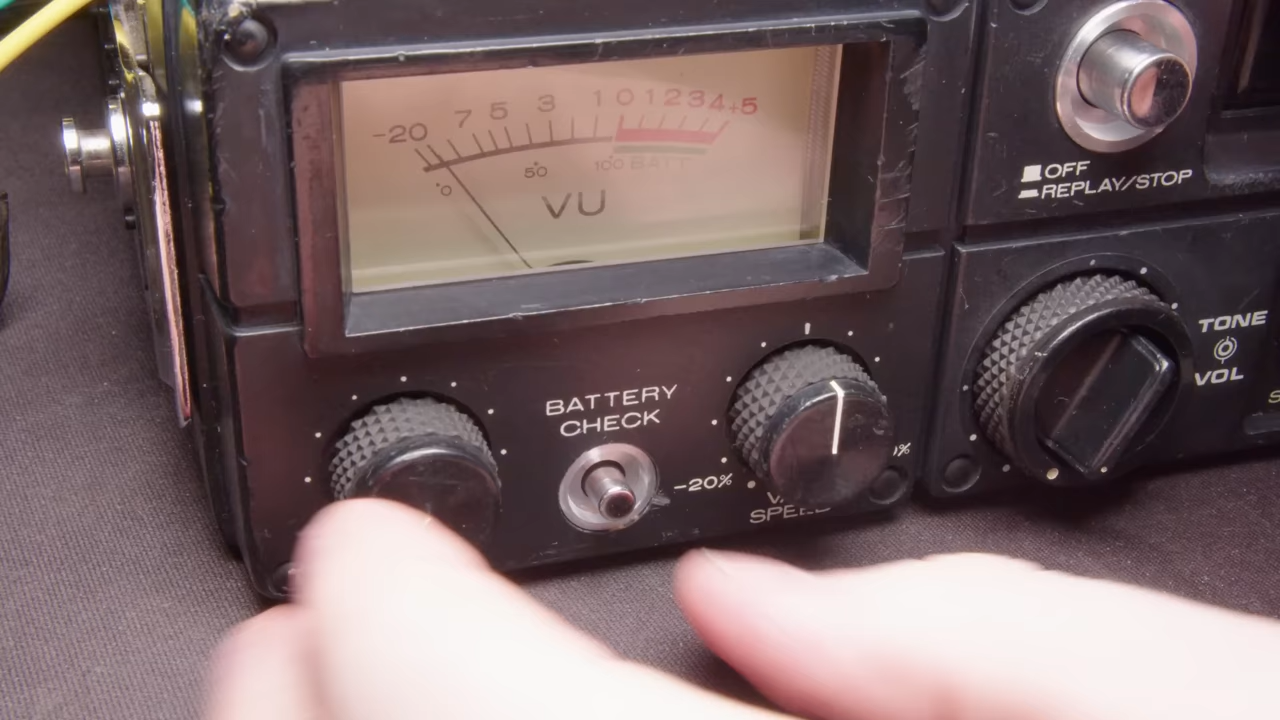 -20 7 5 3 1 0 1 2 3 4 +5
0 50 100 BATT
VU
OFF
REPLAY/STOP
TONE
VOL
BATTERY
CHECK
-20%
SPEED